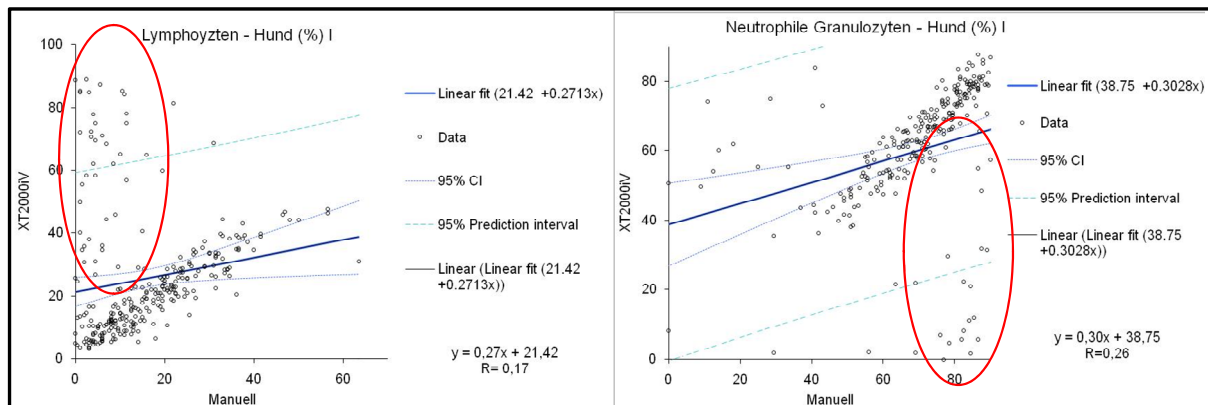 Lymphoyzten - Hund (%) I
100
80
60
40
20
0
XT2000iV
0 20 40 60
Manuell
Linear fit (21.42 +0.2713x)
Data
95% CI
95% Prediction interval
Linear (Linear fit (21.42
+0.2713x))
y = 0,27x + 21,42
R= 0,17
Neutrophile Granulozyten - Hund (%) I
80
60
40
20
0
XT2000iV
0 20 40 60 80
Manuell
Linear fit (38.75 +0.3028x)
Data
95% CI
95% Prediction interval
Linear (Linear fit (38.75
+0.3028x))
y = 0,30x + 38,75
R=0,26